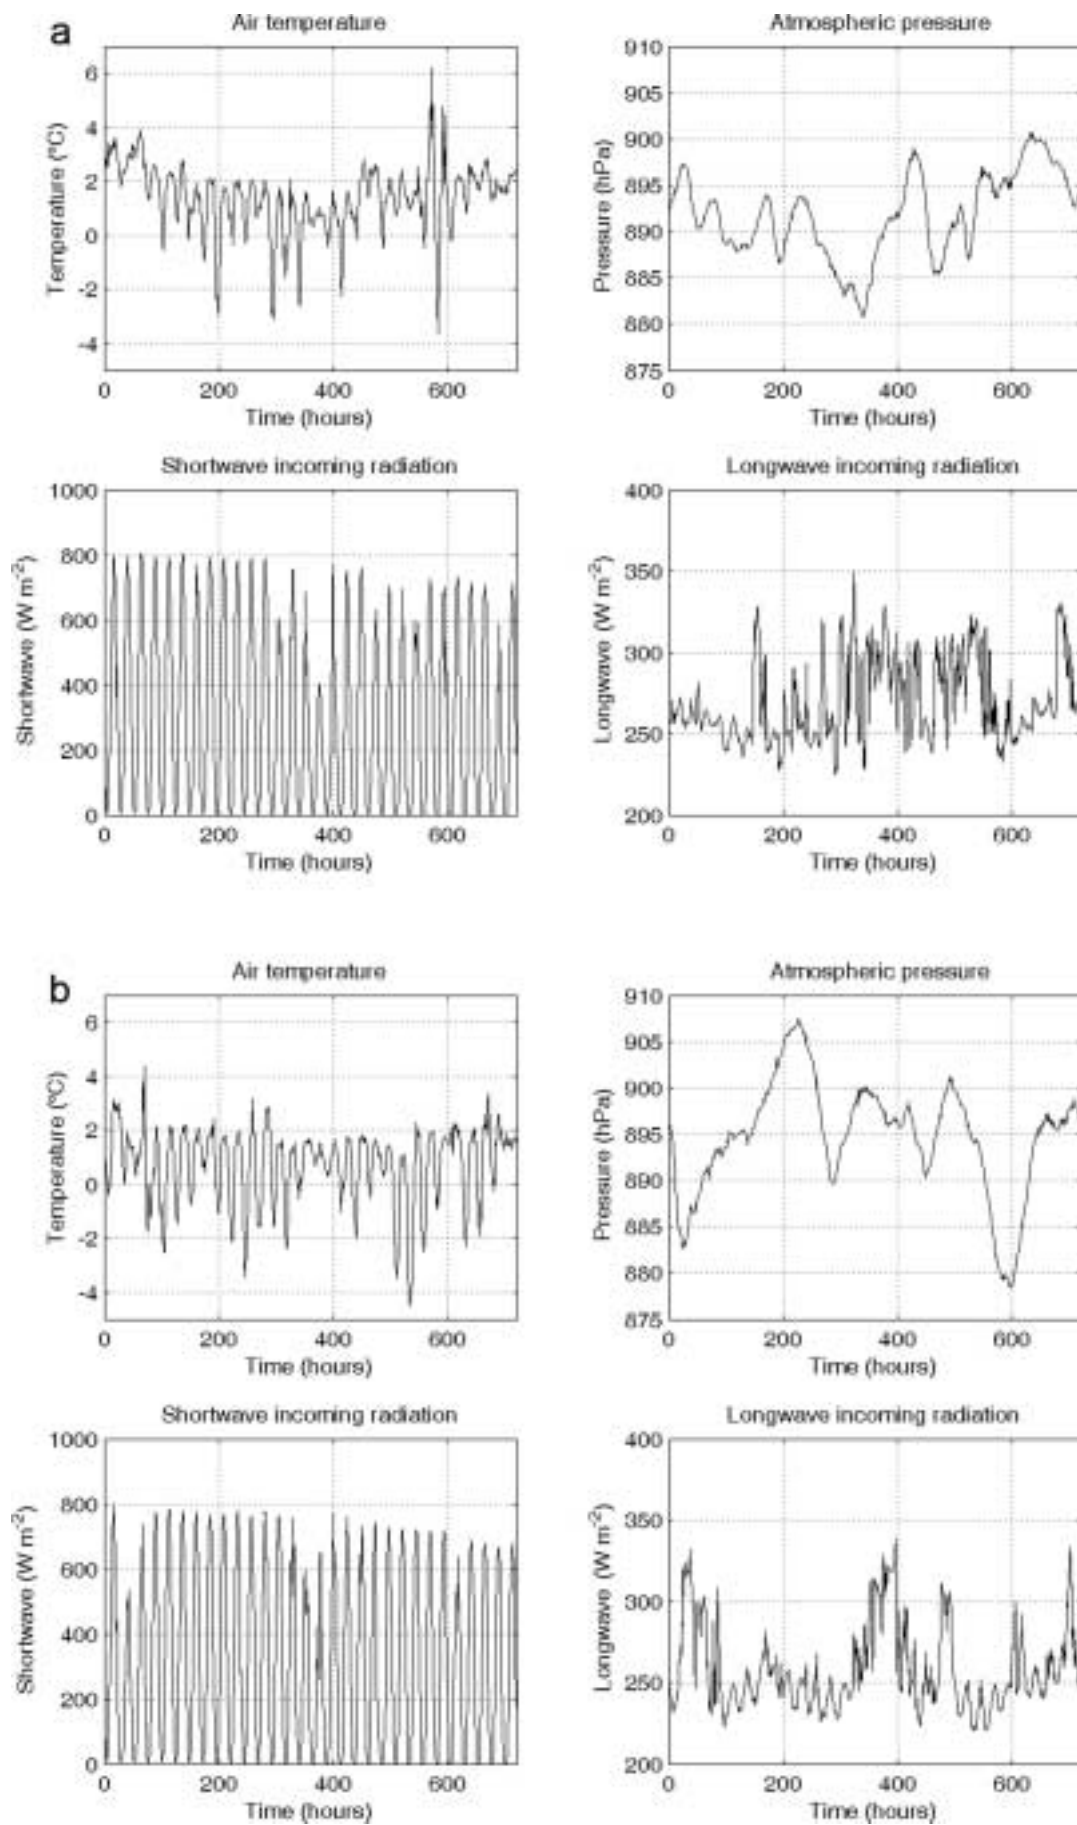 a
Air temperature
Temperature (ºC)
6
4
2
0
-2
-4
0 200 400 600
Time (hours)
Atmospheric pressure
Pressure (hPa)
910
905
900
895
890
885
880
875
0 200 400 600
Time (hours)
Shortwave incoming radiation
Shortwave (W m-2)
1000
800
600
400
200
0
0 200 400 600
Time (hours)
Longwave incoming radiation
Longwave (W m-2)
400
350
300
250
200
0 200 400 600
Time (hours)
b
Air temperature
Temperature (ºC)
6
4
2
0
-2
-4
0 200 400 600
Time (hours)
Atmospheric pressure
Pressure (hPa)
910
905
900
895
890
885
880
875
0 200 400 600
Time (hours)
Shortwave incoming radiation
Shortwave (W m-2)
1000
800
600
400
200
0
0 200 400 600
Time (hours)
Longwave incoming radiation
Longwave (W m-2)
400
350
300
250
200
0 200 400 600
Time (hours)